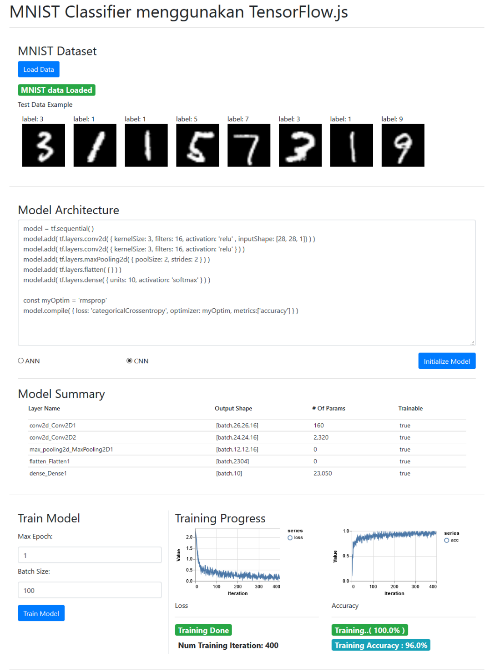 MNIST Classifier menggunakan TensorFlow.js
MNIST Dataset
Load Data
MNIST data Loaded
Test Data Example
label: 3 label: 1 label: 1 label: 5 label: 7 label: 3 label: 1 label: 9
3 1 1 5 7 3 1 9
Model Architecture
model = tf.sequential()
model.add( tf.layers.conv2d( { kernelSize: 3, filters: 16, activation: 'relu' , inputShape: [28, 28, 1]} ) )
model.add( tf.layers.conv2d( { kernelSize: 3, filters: 16, activation: 'relu' } ) )
model.add( tf.layers.maxPooling2d( { poolSize: 2, strides: 2 } ) )
model.add( tf.layers.flatten( { } ) )
model.add( tf.layers.dense( { units: 10, activation: 'softmax' } ) )
const myOptim = 'rmsprop'
model.compile( { loss: 'categoricalCrossentropy', optimizer: myOptim, metrics:['accuracy'] } )
ANN CNN Initialize Model
Model Summary
Layer Name Output Shape # Of Params Trainable
conv2d_Conv2D1 [batch,26,26,16] 160 true
conv2d_Conv2D2 [batch,24,24,16] 2,320 true
max_pooling2d_MaxPooling2D1 [batch,12,12,16] 0 true
flatten_Flatten1 [batch,2304] 0 true
dense_Dense1 [batch,10] 23,050 true
Train Model
Max Epoch:
1
Batch Size:
100
Train Model
Training Progress
2.0
1.5
1.0
0.5
0.0
Value
0 100 200 300 400
Iteration
series
loss
1.0
0.5
0.0
Value
0 100 200 300 400
Iteration
series
acc
Loss Accuracy
Training Done
Num Training Iteration: 400
Training..( 100.0% )
Training Accuracy : 96.0%